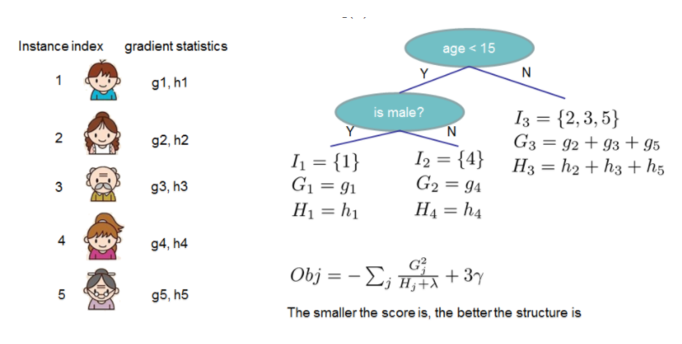 Instance index gradient statistics
1 g1, h1
2 g2, h2
3 g3, h3
4 g4, h4
5 g5, h5
age < 15
Y N
is male?
Y N
I₁ = {1}
G₁ = g₁
H₁ = h₁
I₂ = {4}
G₂ = g₄
H₄ = h₄
I₃ = {2, 3, 5}
G₃ = g₂ + g₃ + g₅
H₃ = h₂ + h₃ + h₅
Obj = − ∑ⱼ Gⱼ² / (Hⱼ+λ) + 3γ
The smaller the score is, the better the structure is